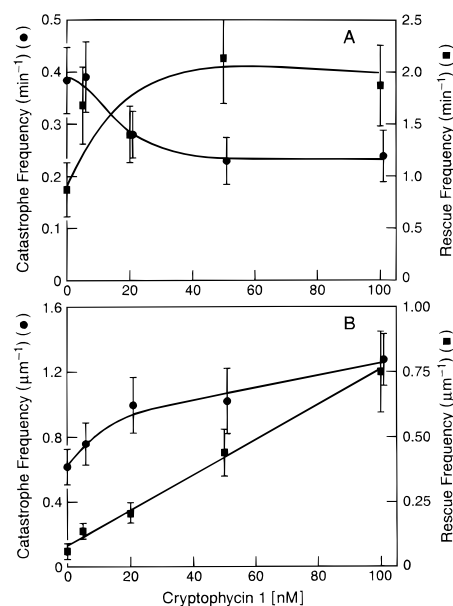 A
Catastrophe Frequency (min⁻¹) (●)
Rescue Frequency (min⁻¹) (■)
0.5
0.4
0.3
0.2
0.1
0
2.5
2.0
1.5
1.0
0.5
0
0 20 40 60 80 100
B
Catastrophe Frequency (μm⁻¹) (●)
Rescue Frequency (μm⁻¹) (■)
1.6
1.2
0.8
0.4
0
1.00
0.75
0.50
0.25
0
0 20 40 60 80 100
Cryptophycin 1 [nM]